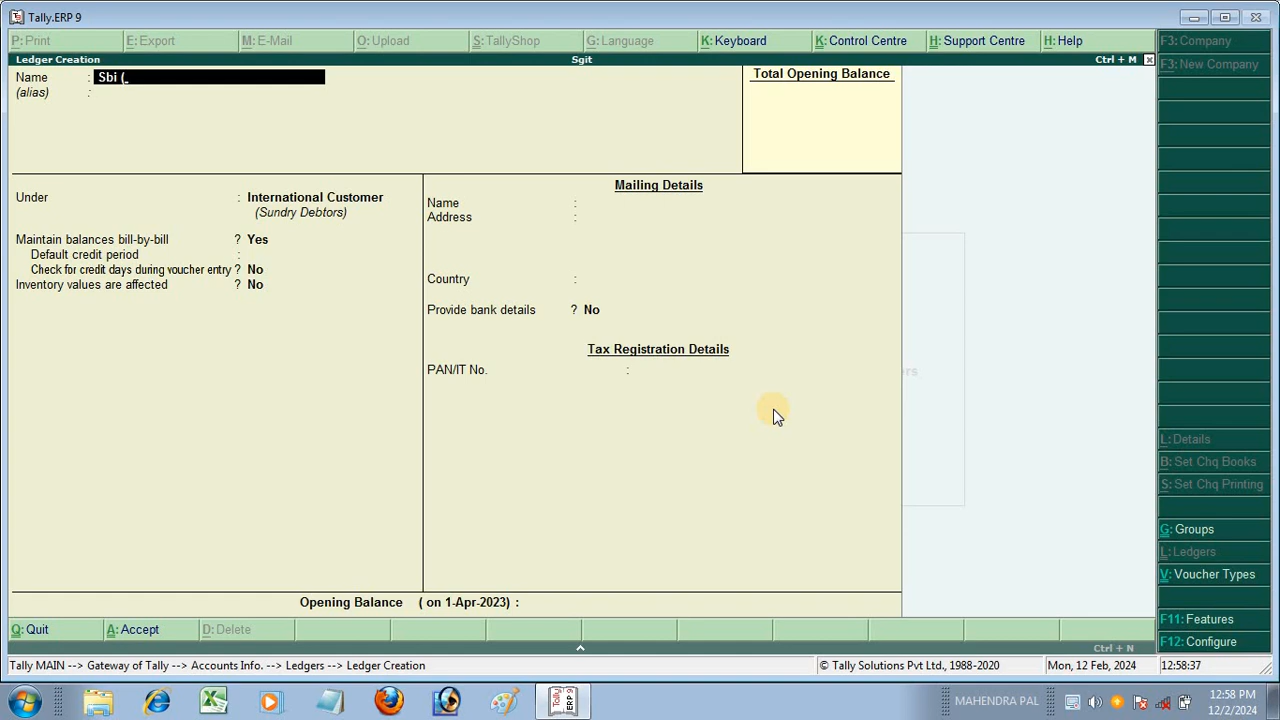 Tally.ERP 9
P: Print
E: Export
M: E-Mail
O: Upload
S: TallyShop
G: Language
K: Keyboard
K: Control Centre
H: Support Centre
H: Help
F3: Company
F3: New Company
Ledger Creation
Sgit
Ctrl + M
Name : Sbi (_
(alias) :
Total Opening Balance
Under : International Customer
(Sundry Debtors)
Maintain balances bill-by-bill ? Yes
Default credit period :
Check for credit days during voucher entry ? No
Inventory values are affected ? No
Mailing Details
Name :
Address :
Country :
Provide bank details ? No
Tax Registration Details
PAN/IT No. :
Opening Balance ( on 1-Apr-2023) :
L: Details
B: Set Chq Books
S: Set Chq Printing
G: Groups
L: Ledgers
V: Voucher Types
F11: Features
F12: Configure
Q: Quit
A: Accept
D: Delete
Ctrl + N
Tally MAIN --> Gateway of Tally --> Accounts Info. --> Ledgers --> Ledger Creation
© Tally Solutions Pvt Ltd., 1988-2020
Mon, 12 Feb, 2024
12:58:37
MAHENDRA PAL
12:58 PM
12/2/2024